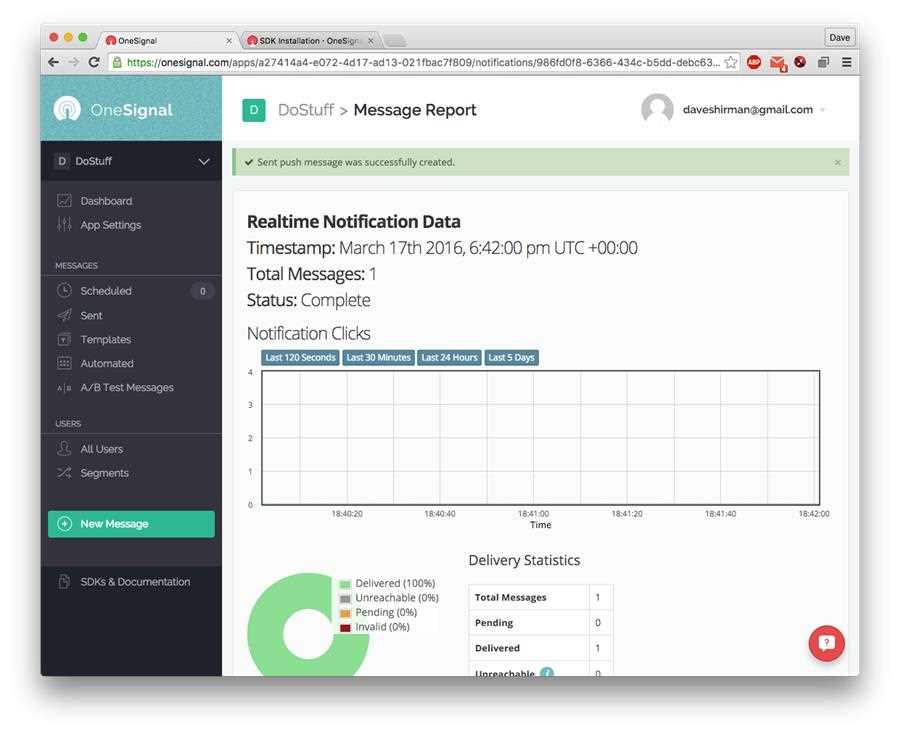 OneSignal
SDK Installation · OneSigna
Dave
https://onesignal.com/apps/a27414a4-e072-4d17-ad13-021fbac7f809/notifications/986fd0f8-6366-434c-b5dd-debc63...
ABP
OneSignal
D DoStuff > Message Report
daveshirman@gmail.com
D DoStuff
Sent push message was successfully created.
Dashboard
App Settings
MESSAGES
Scheduled 0
Sent
Templates
Automated
A|B A/B Test Messages
USERS
All Users
Segments
New Message
SDKs & Documentation
Realtime Notification Data
Timestamp: March 17th 2016, 6:42:00 pm UTC +00:00
Total Messages: 1
Status: Complete
Notification Clicks
Last 120 Seconds Last 30 Minutes Last 24 Hours Last 5 Days
4
3
2
1
0
18:40:20 18:40:40 18:41:00 18:41:20 18:41:40 18:42:00
Time
Delivered (100%)
Unreachable (0%)
Pending (0%)
Invalid (0%)
Delivery Statistics
Total Messages 1
Pending 0
Delivered 1
Unreachable i 0
?